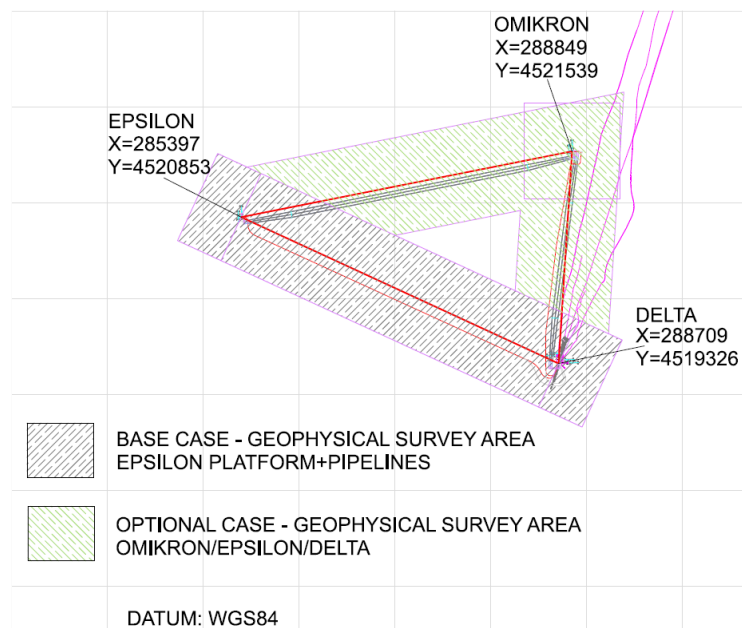 OMIKRON
X=288849
Y=4521539
EPSILON
X=285397
Y=4520853
DELTA
X=288709
Y=4519326
BASE CASE - GEOPHYSICAL SURVEY AREA
EPSILON PLATFORM+PIPELINES
OPTIONAL CASE - GEOPHYSICAL SURVEY AREA
OMIKRON/EPSILON/DELTA
DATUM: WGS84